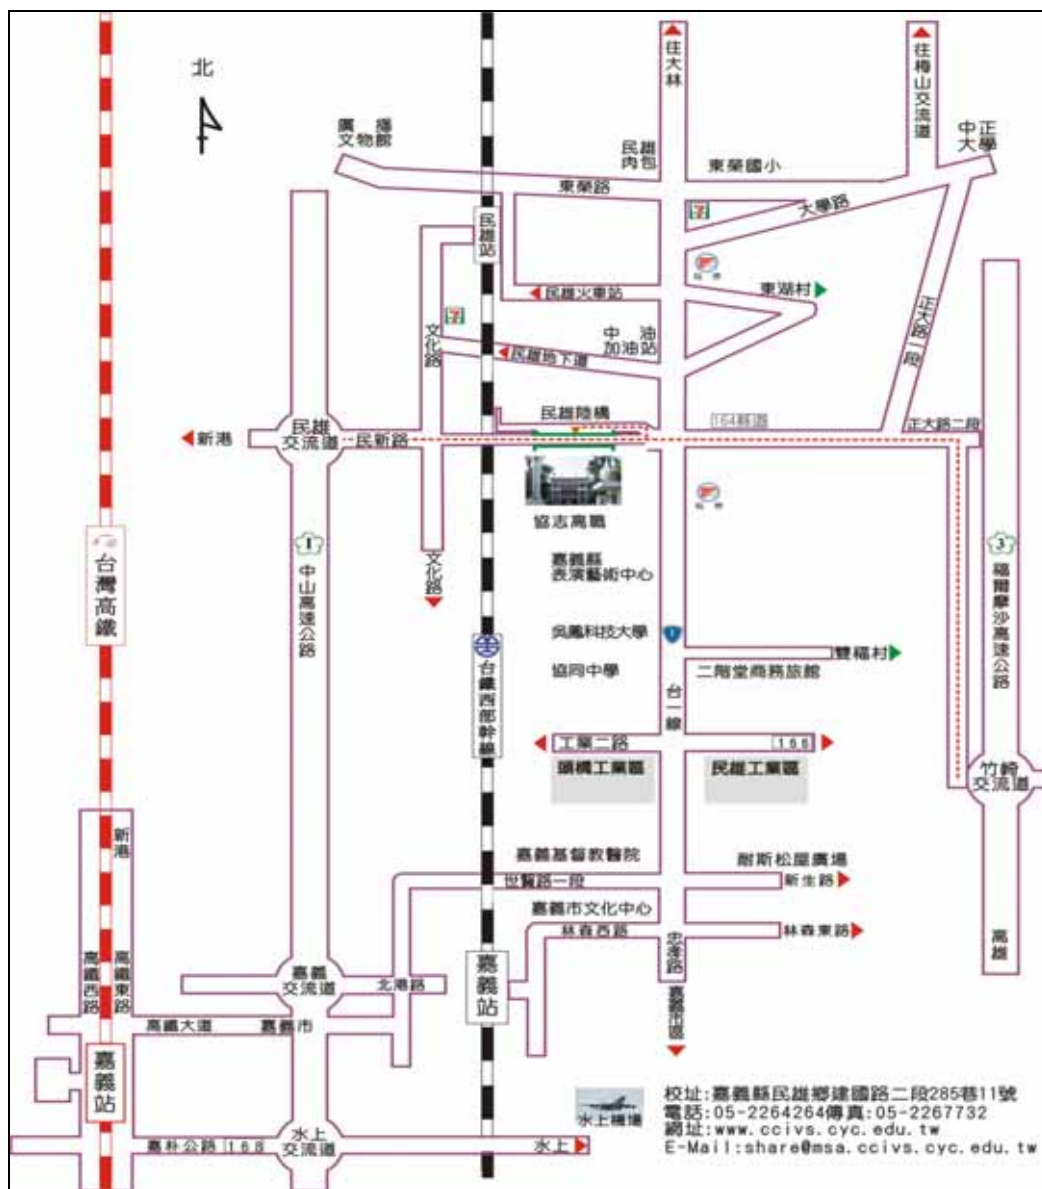 北
往大林
往梅山交流道
廣播
文物館
民雄
肉包
東榮國小
中正
大學
東榮路
大學路
7
民雄站
東湖村
民雄火車站
7
中油
加油站
民雄地下道
文化路
正大路一段
民雄陸橋
164縣道
正大路二段
新港
民雄
交流道
民新路
協志高職
1
中山高速公路
台灣高鐵
文化路
嘉義縣
表演藝術中心
3
福爾摩沙高速公路
吳鳳科技大學
1
台鐵西部幹線
協同中學
台一線
雙福村
二階堂商務旅館
工業二路
166
頭橋工業區
民雄工業區
竹崎
交流道
新港
嘉義基督教醫院
耐斯松屋廣場
世賢路一段
新生路
嘉義市文化中心
林森西路
忠孝路
林森東路
高雄
高鐵西路
高鐵東路
嘉義
交流道
北港路
嘉義站
嘉義市區
高鐵大道
嘉義市
嘉義站
水上機場
嘉朴公路
168
水上
交流道
水上
校址:嘉義縣民雄鄉建國路二段285巷11號
電話:05-2264264傳真:05-2267732
網址:www.ccivs.cyc.edu.tw
E-Mail:share@msa.ccivs.cyc.edu.tw